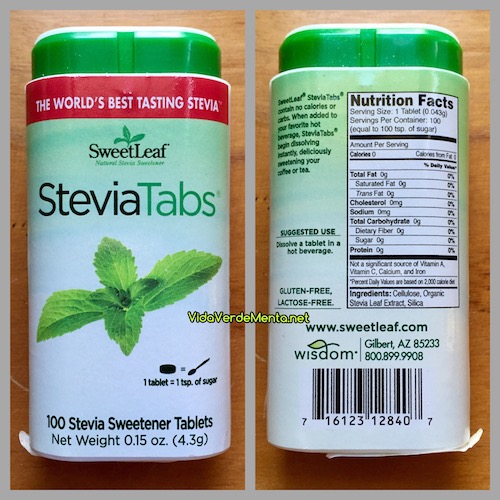 THE WORLD'S BEST TASTING STEVIA™
SweetLeaf®
Natural Stevia Sweetener
SteviaTabs®
VidaVerdeMenta.net
=
1 tablet = 1 tsp. of sugar
100 Stevia Sweetener Tablets
Net Weight 0.15 oz. (4.3g)
SweetLeaf® SteviaTabs®
have no calories or
carbs. When added to
your favorite hot
beverage, SteviaTabs®
begin dissolving
instantly, deliciously
sweetening your
coffee or tea.
SUGGESTED USE
Dissolve a tablet in a
hot beverage.
GLUTEN-FREE,
LACTOSE-FREE.
Nutrition Facts
Serving Size: 1 Tablet (0.043g)
Servings Per Container: 100
(equal to 100 tsp. of sugar)
Amount Per Serving
Calories 0 Calories from Fat 0
% Daily Value*
Total Fat 0g 0%
Saturated Fat 0g 0%
Trans Fat 0g 0%
Cholesterol 0mg 0%
Sodium 0mg 0%
Total Carbohydrate 0g 0%
Dietary Fiber 0g 0%
Sugar 0g 0%
Protein 0g 0%
Not a significant source of Vitamin A,
Vitamin C, Calcium, and Iron
*Percent Daily Values are based on 2,000 calorie diet.
Ingredients: Cellulose, Organic
Stevia Leaf Extract, Silica
www.sweetleaf.com
wisdom®
Gilbert, AZ 85233
800.899.9908
7 16123 12840 7